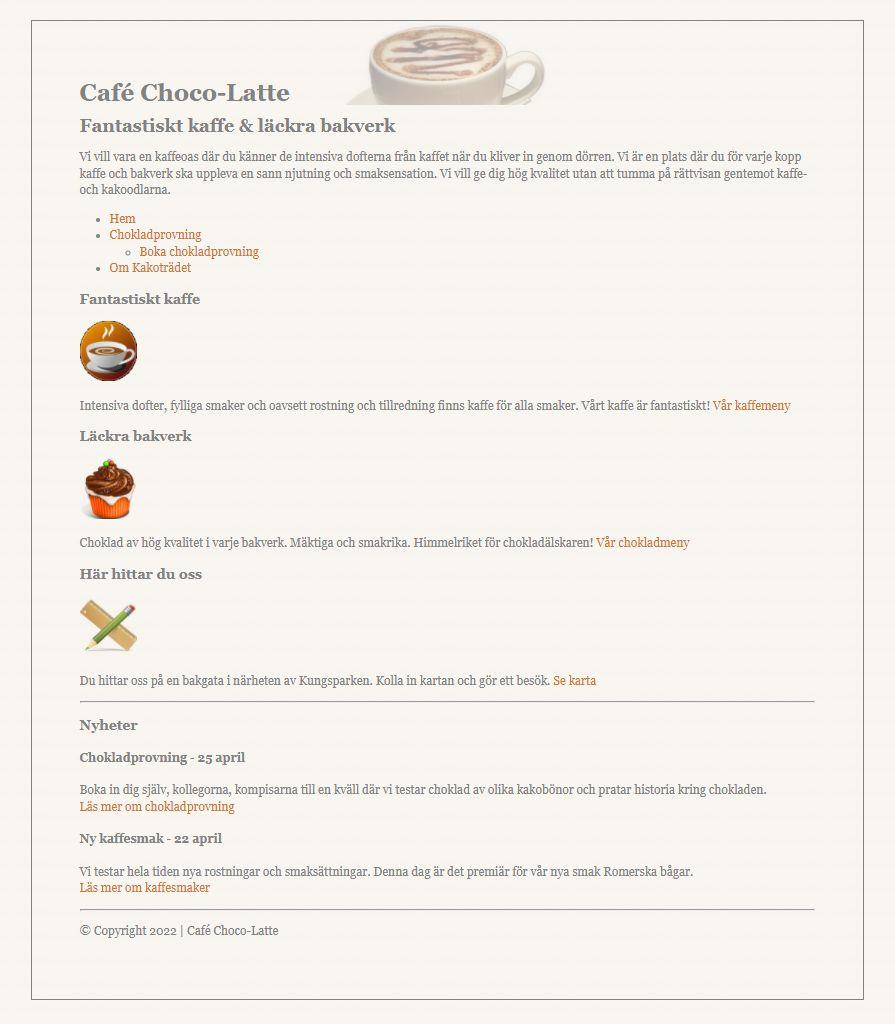 Café Choco-Latte
Fantastiskt kaffe & läckra bakverk
Vi vill vara en kaffeoas där du känner de intensiva dofterna från kaffet när du kliver in genom dörren. Vi är en plats där du för varje kopp
kaffe och bakverk ska uppleva en sann njutning och smaksensation. Vi vill ge dig hög kvalitet utan att tumma på rättvisan gentemot kaffe-
och kakoodlarna.
Hem
Chokladprovning
Boka chokladprovning
Om Kakoträdet
Fantastiskt kaffe
Intensiva dofter, fylliga smaker och oavsett rostning och tillredning finns kaffe för alla smaker. Vårt kaffe är fantastiskt! Vår kaffemeny
Läckra bakverk
Choklad av hög kvalitet i varje bakverk. Mäktiga och smakrika. Himmelriket för chokladälskaren! Vår chokladmeny
Här hittar du oss
Du hittar oss på en bakgata i närheten av Kungsparken. Kolla in kartan och gör ett besök. Se karta
Nyheter
Chokladprovning - 25 april
Boka in dig själv, kollegorna, kompisarna till en kväll där vi testar choklad av olika kakobönor och pratar historia kring chokladen.
Läs mer om chokladprovning
Ny kaffesmak - 22 april
Vi testar hela tiden nya rostningar och smaksättningar. Denna dag är det premiär för vår nya smak Romerska bågar.
Läs mer om kaffesmaker
© Copyright 2022 | Café Choco-Latte